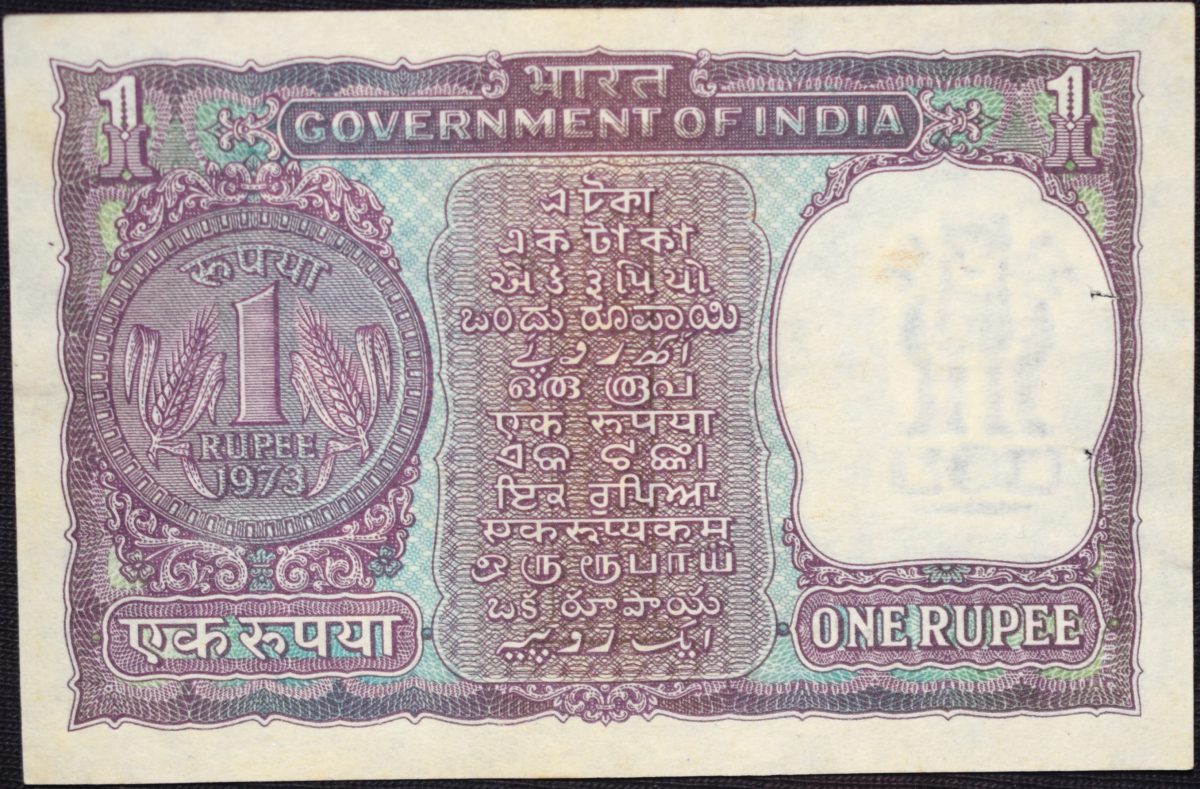 1 भारत 1
GOVERNMENT OF INDIA
रूपया
1
RUPEE
1973
এ টকা
এক টাকা
એક રૂપિયો
ಒಂದು ರೂಪಾಯಿ
ഒരു രൂപ
एक रुपया
ଏକ ଟଙ୍କା
ਇਕ ਰੁਪਿਆ
एकरूप्यकम्
ஒரு ரூபாய்
ఒక రూపాయి
ایک روپیہ
एक रुपया
ONE RUPEE